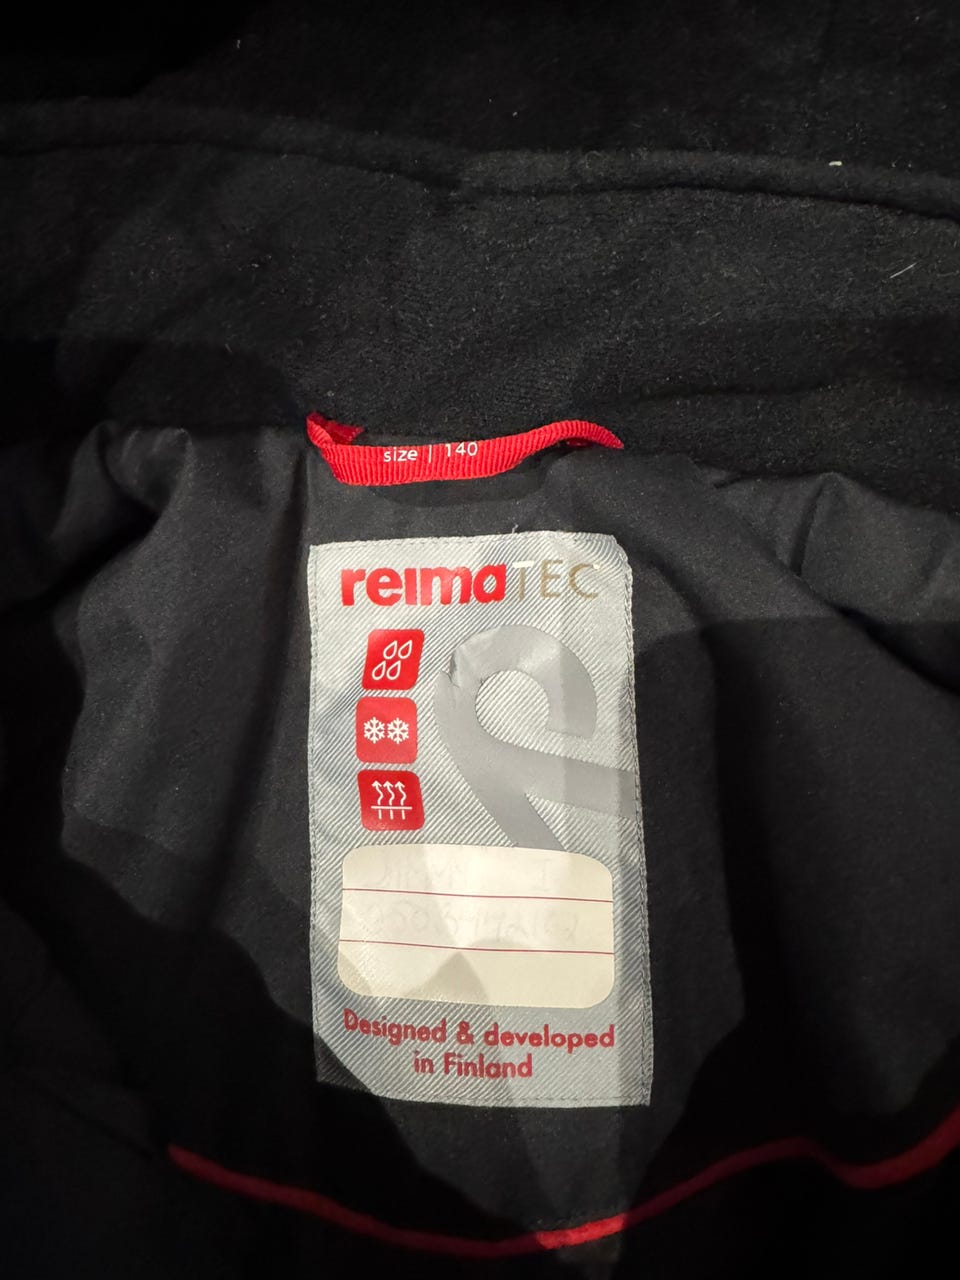 size | 140
reimaTEC
Designed & developed
in Finland